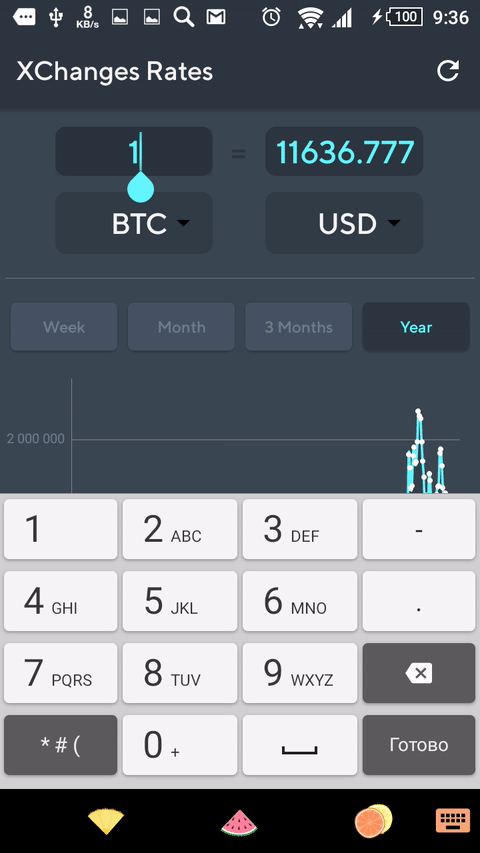 8 KB/s 100 9:36
XChanges Rates
1 = 11636.777
BTC USD
Week Month 3 Months Year
2 000 000
1 2 ABC 3 DEF -
4 GHI 5 JKL 6 MNO .
7 PQRS 8 TUV 9 WXYZ
* # ( 0 + Готово